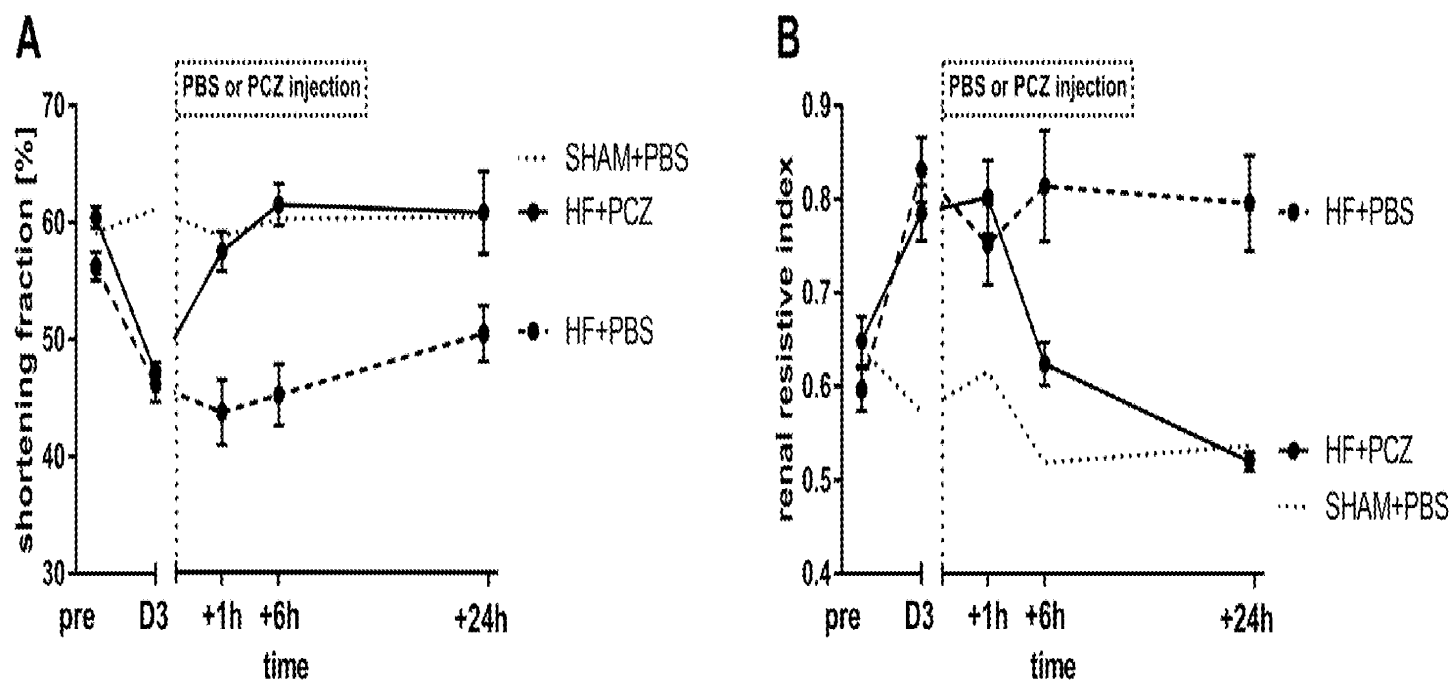 A
PBS or PCZ injection
70
60
50
40
30
shortening fraction [%]
SHAM+PBS
HF+PCZ
HF+PBS
pre D3 +1h +6h +24h
time
B
PBS or PCZ injection
0.9
0.8
0.7
0.6
0.5
0.4
renal resistive index
HF+PBS
HF+PCZ
SHAM+PBS
pre D3 +1h +6h +24h
time